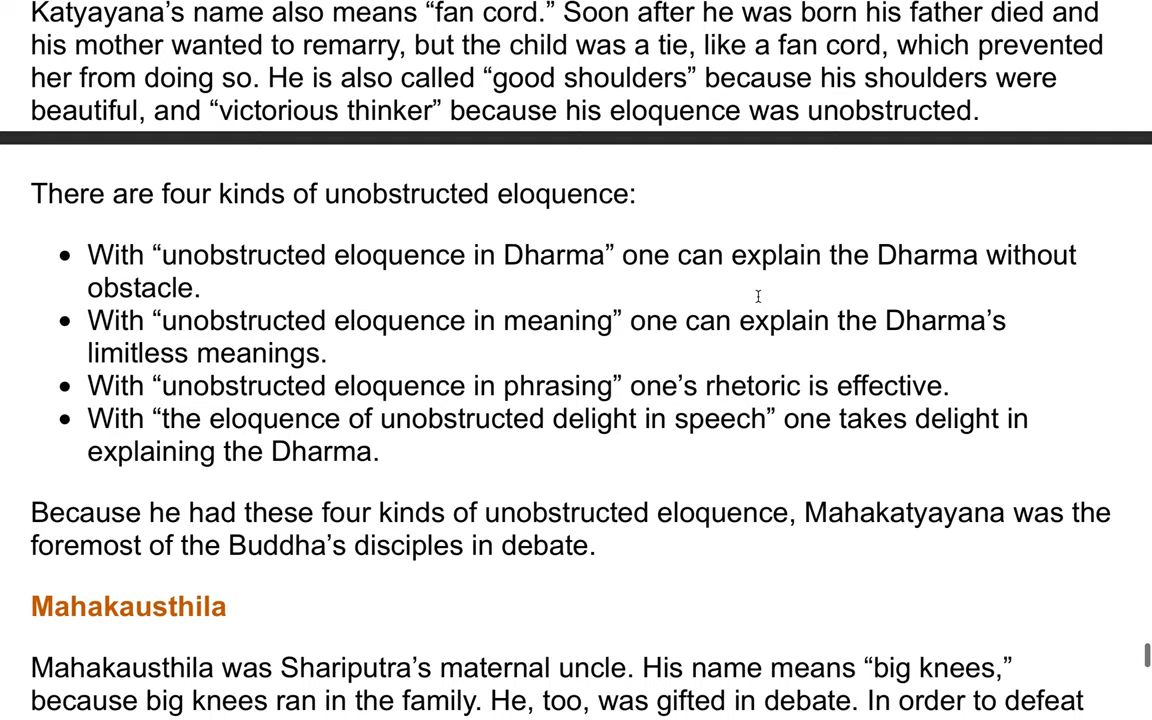 Katyayana’s name also means “fan cord.” Soon after he was born his father died and
his mother wanted to remarry, but the child was a tie, like a fan cord, which prevented
her from doing so. He is also called “good shoulders” because his shoulders were
beautiful, and “victorious thinker” because his eloquence was unobstructed.
There are four kinds of unobstructed eloquence:
• With “unobstructed eloquence in Dharma” one can explain the Dharma without
obstacle.
• With “unobstructed eloquence in meaning” one can explain the Dharma’s
limitless meanings.
• With “unobstructed eloquence in phrasing” one’s rhetoric is effective.
• With “the eloquence of unobstructed delight in speech” one takes delight in
explaining the Dharma.
Because he had these four kinds of unobstructed eloquence, Mahakatyayana was the
foremost of the Buddha’s disciples in debate.
Mahakausthila
Mahakausthila was Shariputra’s maternal uncle. His name means “big knees,”
because big knees ran in the family. He, too, was gifted in debate. In order to defeat